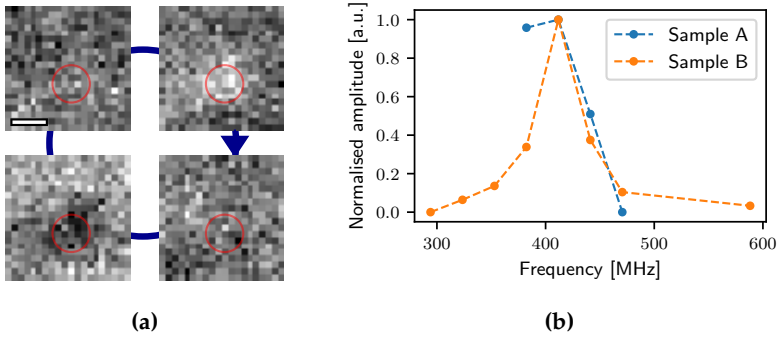 1.0
0.8
0.6
0.4
0.2
0.0
Normalised amplitude [a.u.]
Sample A
Sample B
300 400 500 600
Frequency [MHz]
(a)
(b)